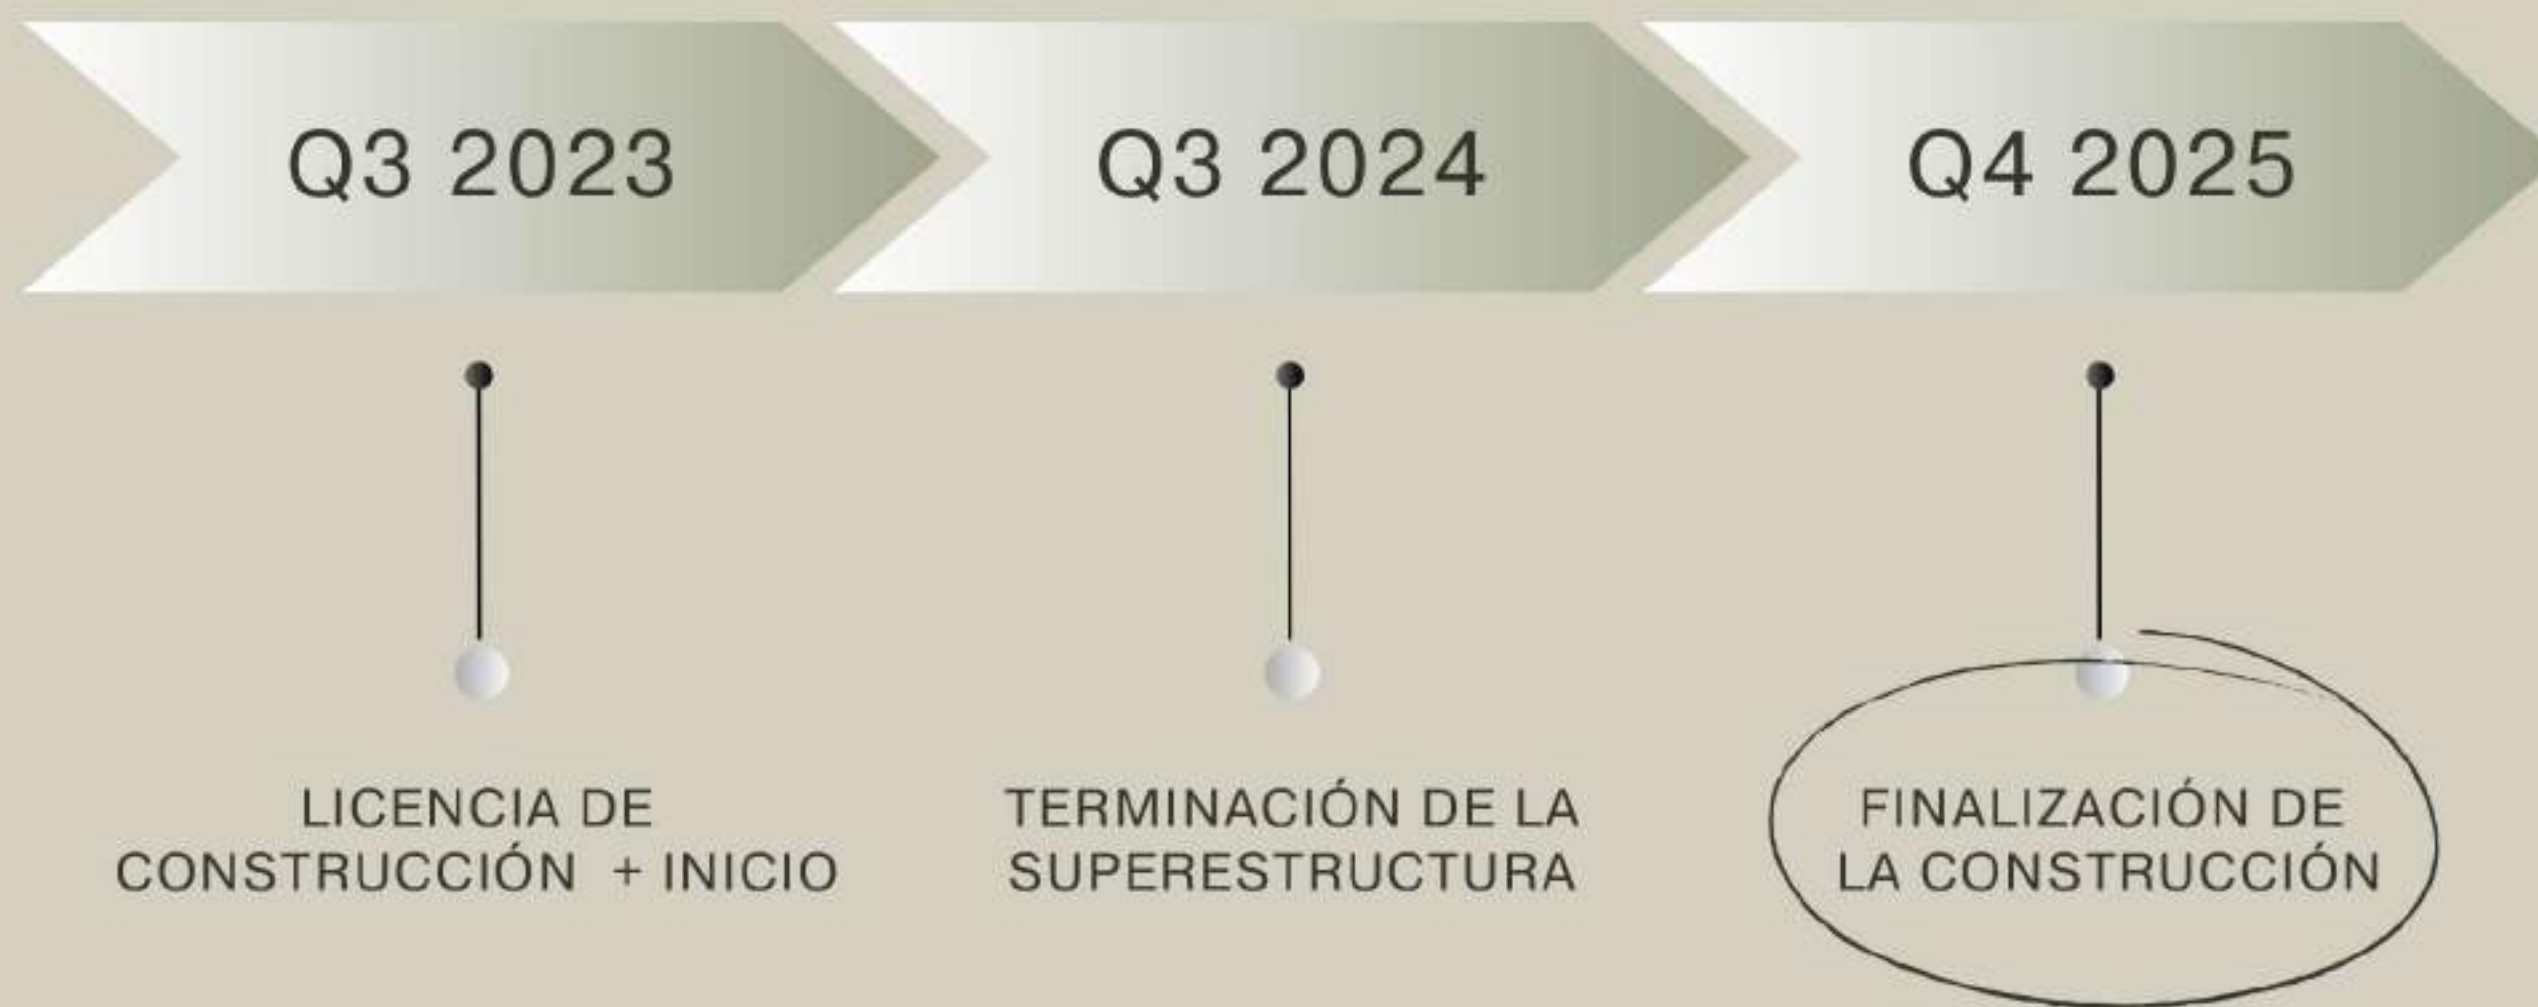 Q3 2023
Q3 2024
Q4 2025
LICENCIA DE
CONSTRUCCIÓN + INICIO
TERMINACIÓN DE LA
SUPERESTRUCTURA
FINALIZACIÓN DE
LA CONSTRUCCIÓN